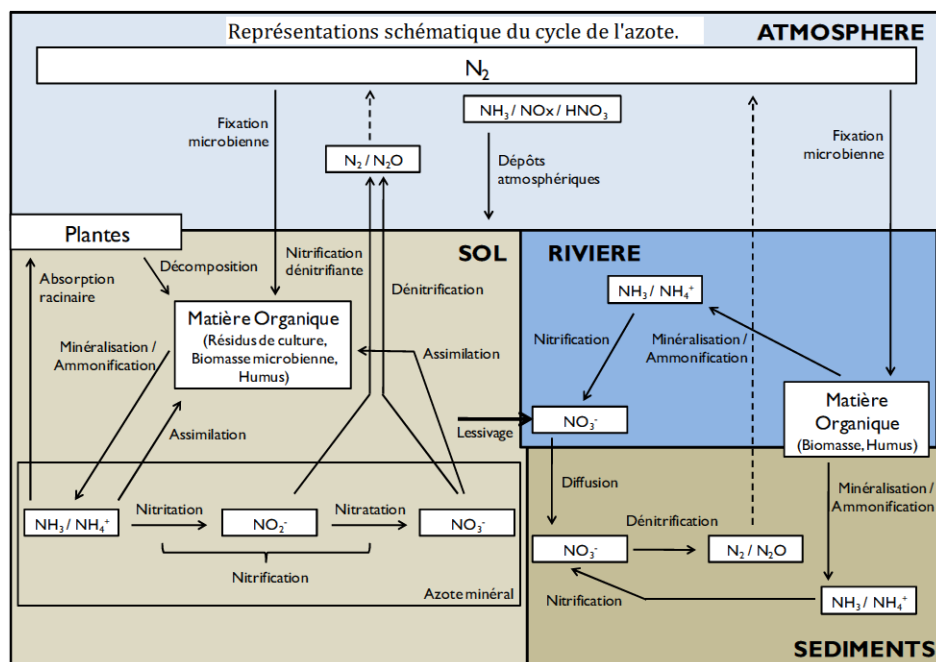 Représentations schématique du cycle de l'azote.
ATMOSPHERE
N₂
Fixation
microbienne
NH₃ / NOx / HNO₃
N₂ / N₂O
Dépôts
atmosphériques
Fixation
microbienne
Plantes
SOL
RIVIERE
Absorption
racinaire
Décomposition
Nitrification
dénitrifiante
Dénitrification
Matière Organique
(Résidus de culture,
Biomasse microbienne,
Humus)
Minéralisation /
Ammonification
Assimilation
Assimilation
NH₃ / NH₄⁺
Nitrification
Minéralisation /
Ammonification
Lessivage
NO₃⁻
Matière
Organique
(Biomasse, Humus)
Diffusion
Minéralisation /
Ammonification
NH₃ / NH₄⁺
Nitritation
NO₂⁻
Nitratation
NO₃⁻
Nitrification
Azote minéral
NO₃⁻
Dénitrification
N₂ / N₂O
Nitrification
NH₃ / NH₄⁺
SEDIMENTS